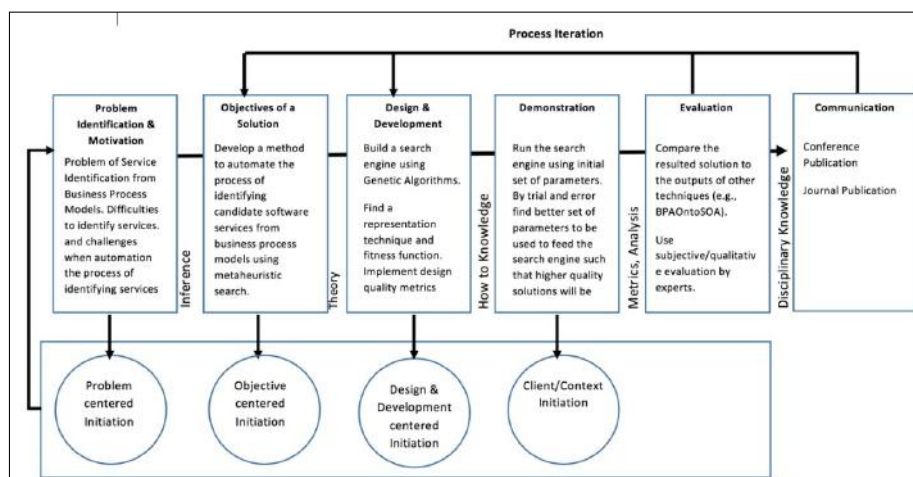 Process Iteration
Problem
Identification &
Motivation
Problem of Service
Identification from
Business Process
Models. Difficulties
to identify services.
and challenges
when automation
the process of
identifying services
Inference
Objectives of a
Solution
Develop a method
to automate the
process of
identifying
candidate software
services from
business process
models using
metaheuristic
search.
Theory
Design &
Development
Build a search
engine using
Genetic Algorithms.
Find a
representation
technique and
fitness function.
Implement design
quality metrics
How to Knowledge
Demonstration
Run the search
engine using initial
set of parameters.
By trial and error
find better set of
parameters to be
used to feed the
search engine such
that higher quality
solutions will be
Metrics, Analysis
Evaluation
Compare the
resulted solution to
the outputs of other
techniques (e.g.,
BPAOntoSOA).
Use
subjective/qualitativ
e evaluation by
experts.
Disciplinary Knowledge
Communication
Conference
Publication
Journal Publication
Problem
centered
Initiation
Objective
centered
Initiation
Design &
Development
centered
Initiation
Client/Context
Initiation